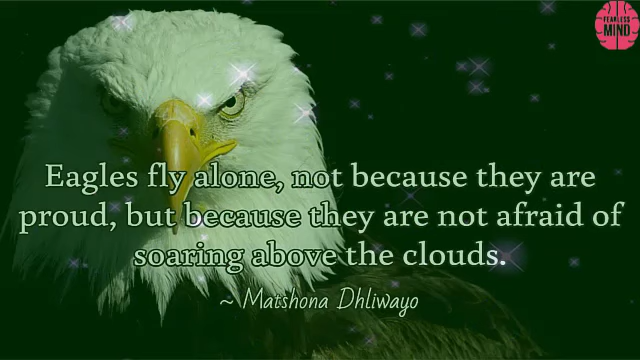 FEARLESS
MIND
Eagles fly alone, not because they are
proud, but because they are not afraid of
soaring above the clouds.
~ Matshona Dhliwayo